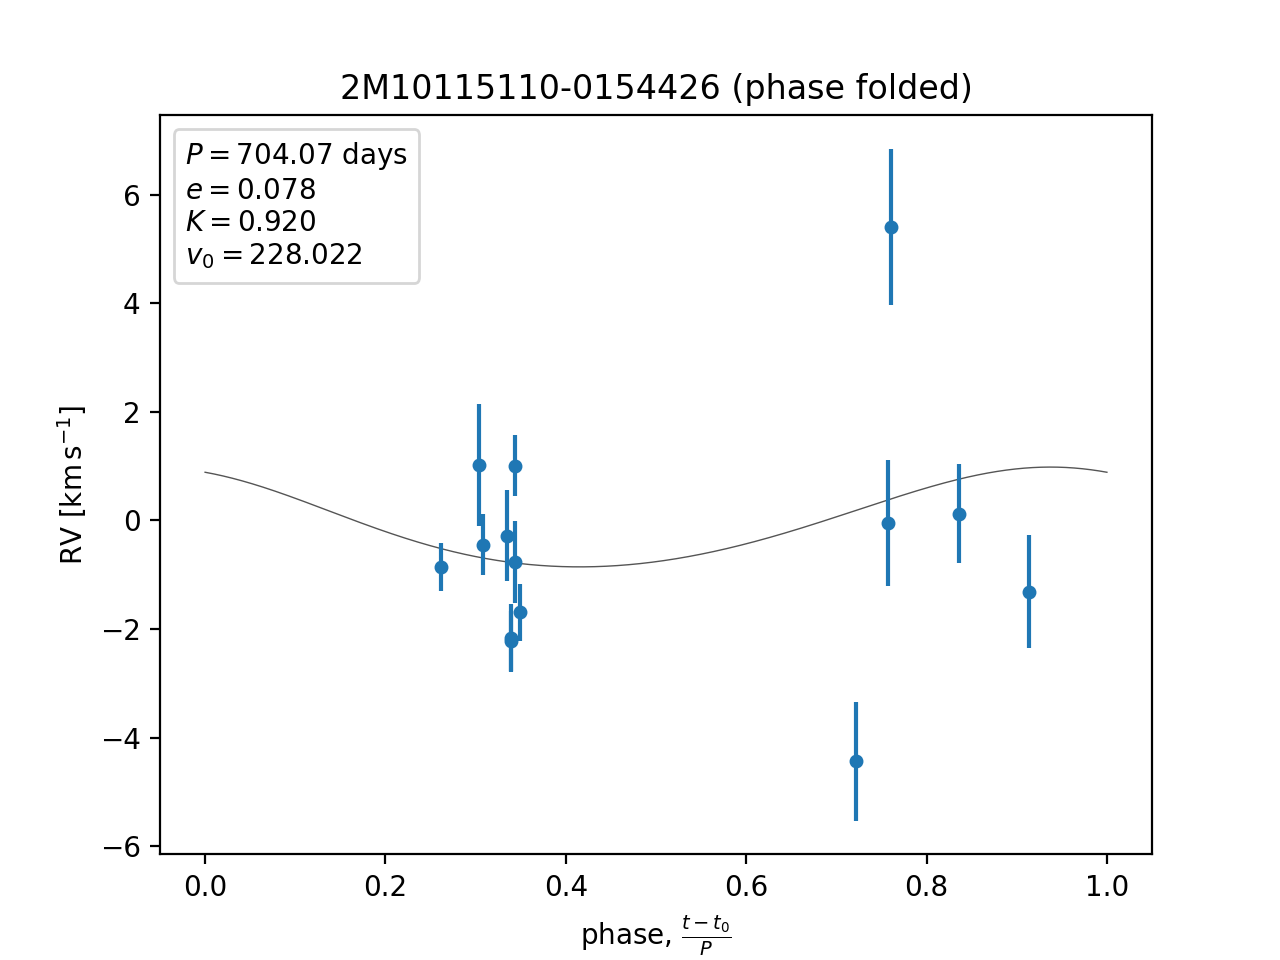 2M10115110-0154426 (phase folded)
P = 704.07 days
e = 0.078
K = 0.920
v₀ = 228.022
6
4
2
0
−2
−4
−6
RV [km s⁻¹]
0.0 0.2 0.4 0.6 0.8 1.0
phase, (t − t₀)/P